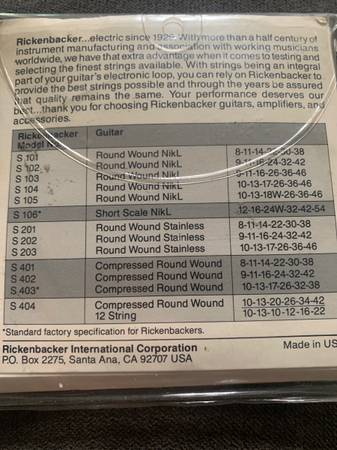 Rickenbacker...electric since 1928. With more than a half century of
instrument manufacturing and association with working musicians
worldwide, we have that extra advantage when it comes to testing and
selecting the finest strings available. With strings being an integral
part of your guitar's electronic loop, you can rely on Rickenbacker to
provide the best strings possible and through the years be assured
that quality remains the same. Your performance deserves our
best...thank you for choosing Rickenbacker guitars, amplifiers, and
accessories.
Rickenbacker Guitar
Model No.
S 101 Round Wound NikL 8-11-14-22-30-38
S 102 Round Wound NikL 9-11-16-24-32-42
S 103 Round Wound NikL 9-11-16-26-36-46
S 104 Round Wound NikL 10-13-17-26-36-46
S 105 Round Wound NikL 10-13-18W-26-36-46
S 106* Short Scale NikL 12-16-24W-32-42-54
S 201 Round Wound Stainless 8-11-14-22-30-38
S 202 Round Wound Stainless 9-11-16-24-32-42
S 203 Round Wound Stainless 10-13-17-26-36-46
S 401 Compressed Round Wound 8-11-14-22-30-38
S 402 Compressed Round Wound 9-11-16-24-32-42
S 403* Compressed Round Wound 10-13-17-26-32-38
S 404 Compressed Round Wound 10-13-20-26-34-42
12 String 10-13-10-12-16-22
*Standard factory specification for Rickenbackers.
Rickenbacker International Corporation Made in US
P.O. Box 2275, Santa Ana, CA 92707 USA